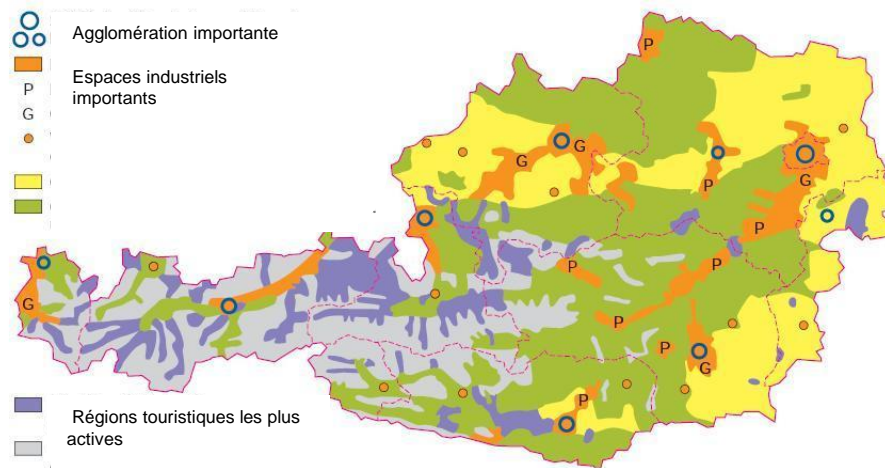 Agglomération importante
Espaces industriels
importants
P
G
Régions touristiques les plus
actives
P
G
G
P
G
P
P
P
G
P
P
G
P